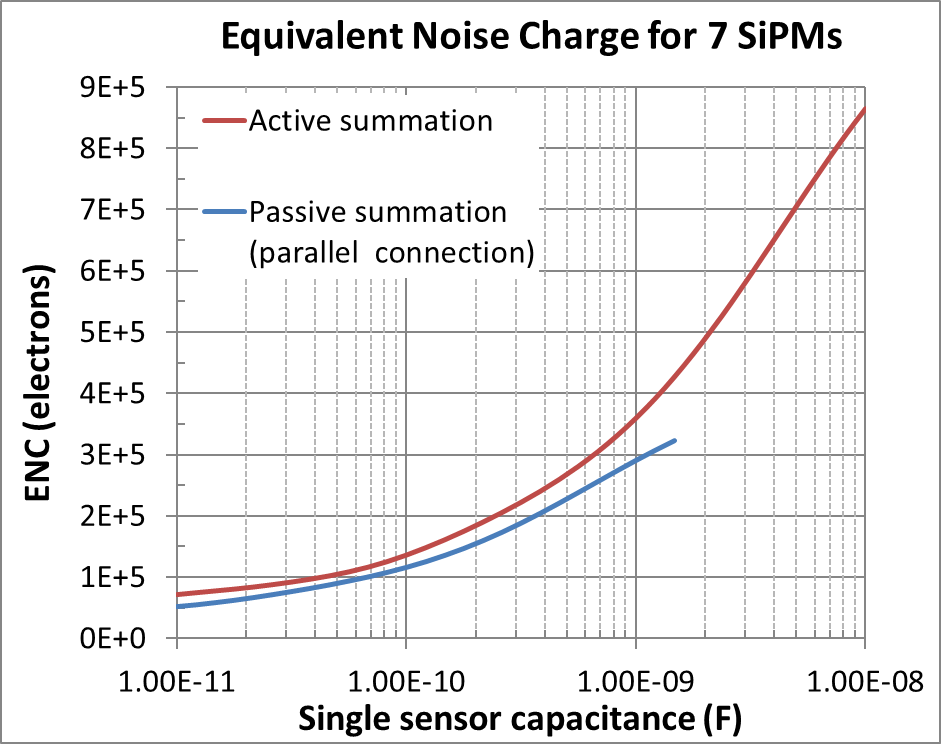 Equivalent Noise Charge for 7 SiPMs
9E+5
8E+5
7E+5
6E+5
5E+5
4E+5
3E+5
2E+5
1E+5
0E+0
ENC (electrons)
Active summation
Passive summation
(parallel connection)
1.00E-11 1.00E-10 1.00E-09 1.00E-08
Single sensor capacitance (F)